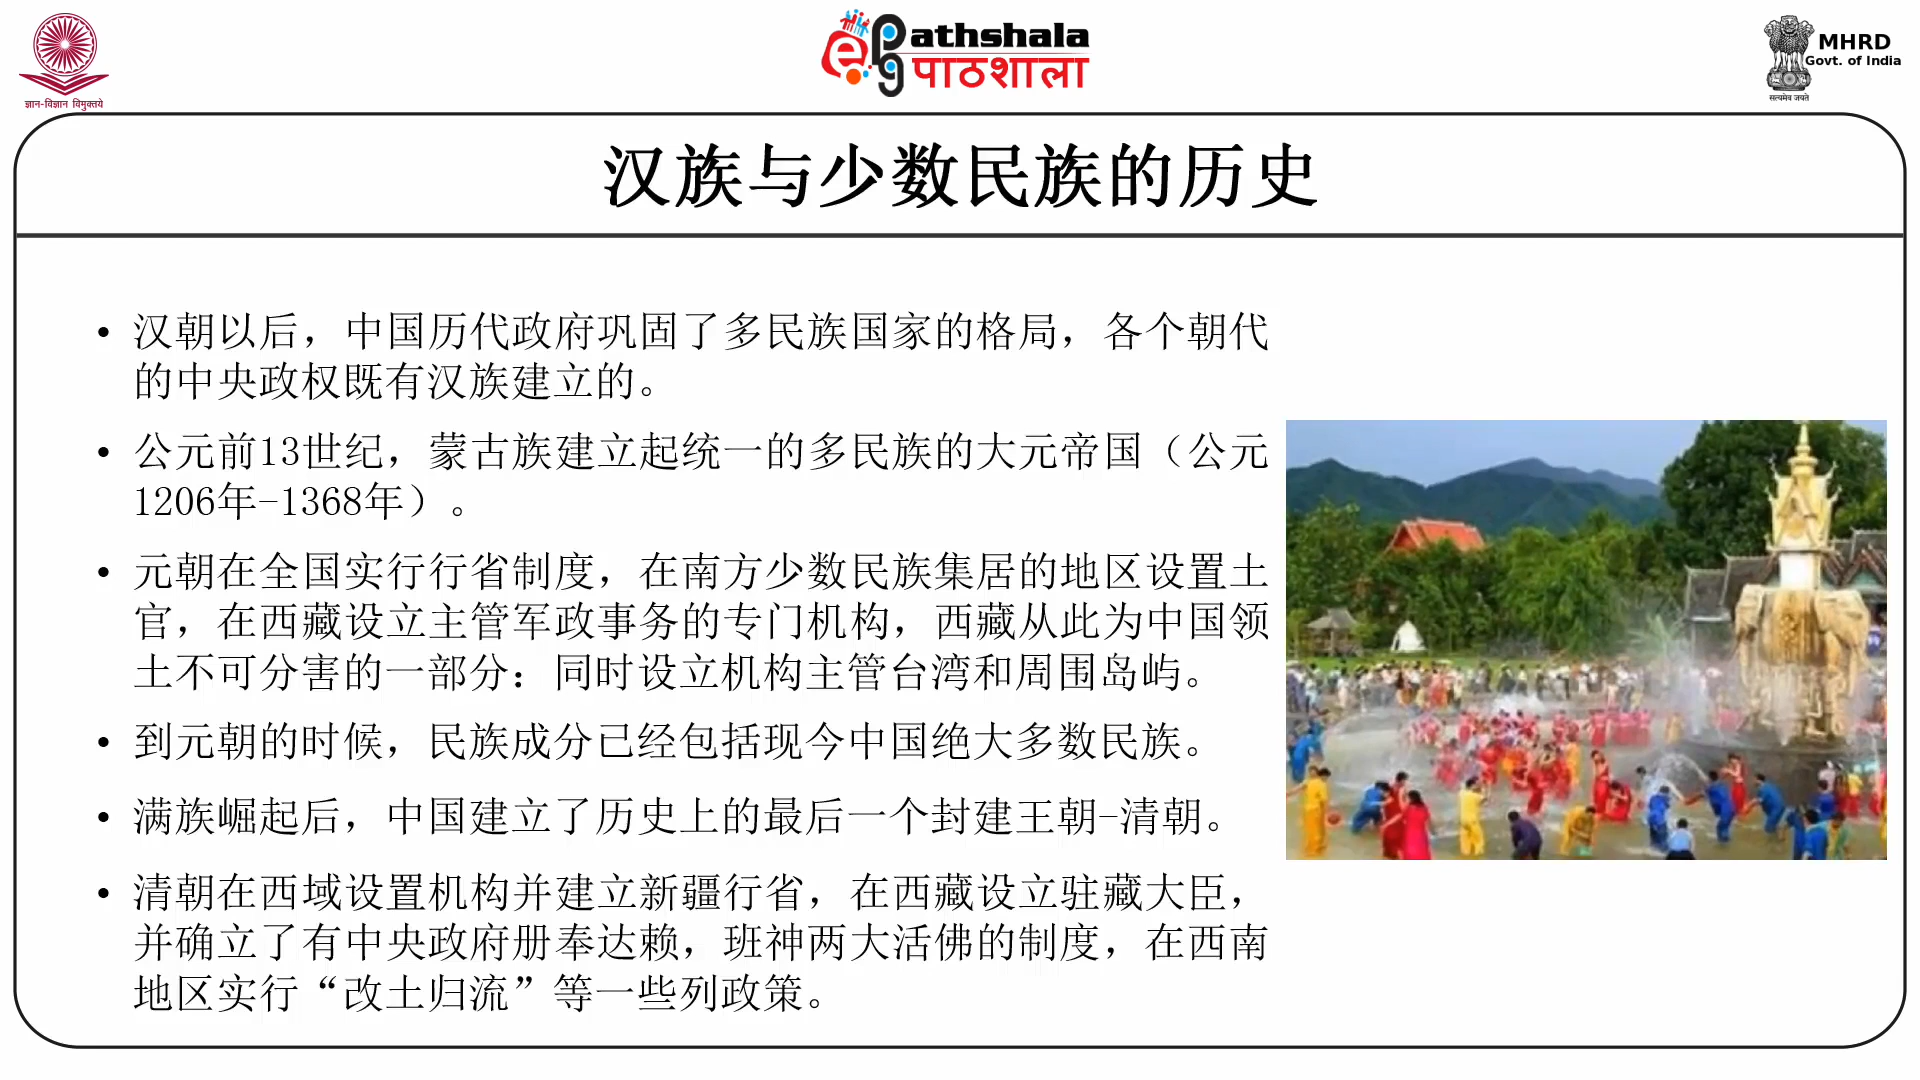 ज्ञान-विज्ञान विमुक्तये
ePathshala
पाठशाला
MHRD
Govt. of India
सत्यमेव जयते
汉族与少数民族的历史
• 汉朝以后，中国历代政府巩固了多民族国家的格局，各个朝代
的中央政权既有汉族建立的。
• 公元前13世纪，蒙古族建立起统一的多民族的大元帝国（公元
1206年-1368年）。
• 元朝在全国实行行省制度，在南方少数民族集居的地区设置土
官，在西藏设立主管军政事务的专门机构，西藏从此为中国领
土不可分害的一部分：同时设立机构主管台湾和周围岛屿。
• 到元朝的时候，民族成分已经包括现今中国绝大多数民族。
• 满族崛起后，中国建立了历史上的最后一个封建王朝-清朝。
• 清朝在西域设置机构并建立新疆行省，在西藏设立驻藏大臣，
并确立了有中央政府册奉达赖，班神两大活佛的制度，在西南
地区实行“改土归流”等一些列政策。